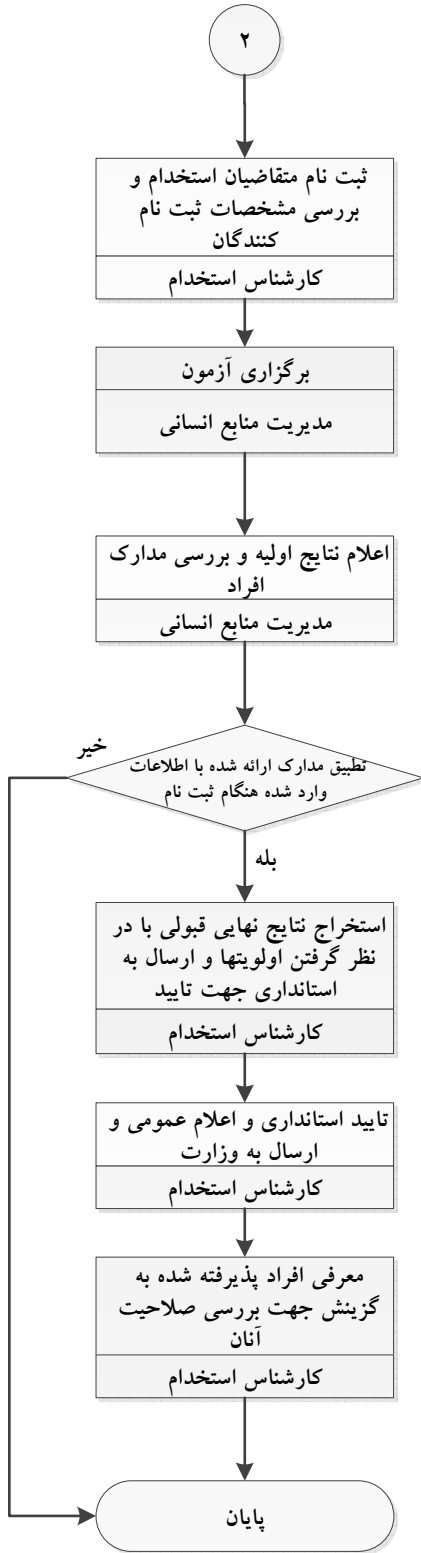 ۲
ثبت نام متقاضیان استخدام و
بررسی مشخصات ثبت نام
کنندگان
کارشناس استخدام
برگزاری آزمون
مدیریت منابع انسانی
اعلام نتایج اولیه و بررسی مدارک
افراد
مدیریت منابع انسانی
خیر
تطبیق مدارک ارائه شده با اطلاعات
وارد شده هنگام ثبت نام
بله
استخراج نتایج نهایی قبولی با در
نظر گرفتن اولویتها و ارسال به
استانداری جهت تایید
کارشناس استخدام
تایید استانداری و اعلام عمومی و
ارسال به وزارت
کارشناس استخدام
معرفی افراد پذیرفته شده به
گزینش جهت بررسی صلاحیت
آنان
کارشناس استخدام
پایان